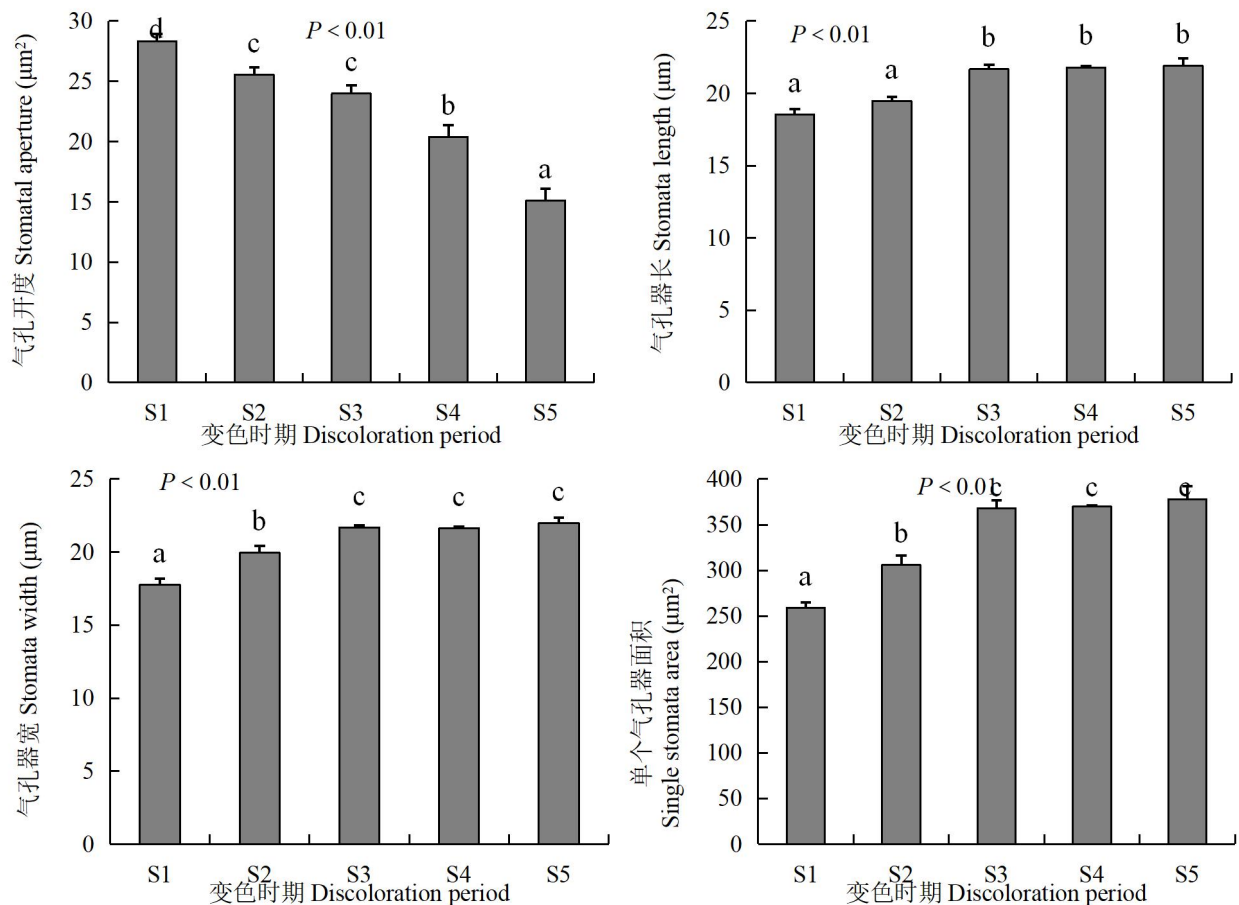 气孔开度 Stomatal aperture (μm²)
30
25
20
15
10
5
0
P < 0.01
d
c
c
b
a
S1
S2
S3
S4
S5
变色时期 Discoloration period
气孔器长 Stomata length (μm)
25
20
15
10
5
0
P < 0.01
a
a
b
b
b
S1
S2
S3
S4
S5
变色时期 Discoloration period
气孔器宽 Stomata width (μm)
25
20
15
10
5
0
P < 0.01
a
b
c
c
c
S1
S2
S3
S4
S5
变色时期 Discoloration period
单个气孔器面积
Single stomata area (μm²)
400
350
300
250
200
150
100
50
0
P < 0.01
a
b
c
c
c
S1
S2
S3
S4
S5
变色时期 Discoloration period